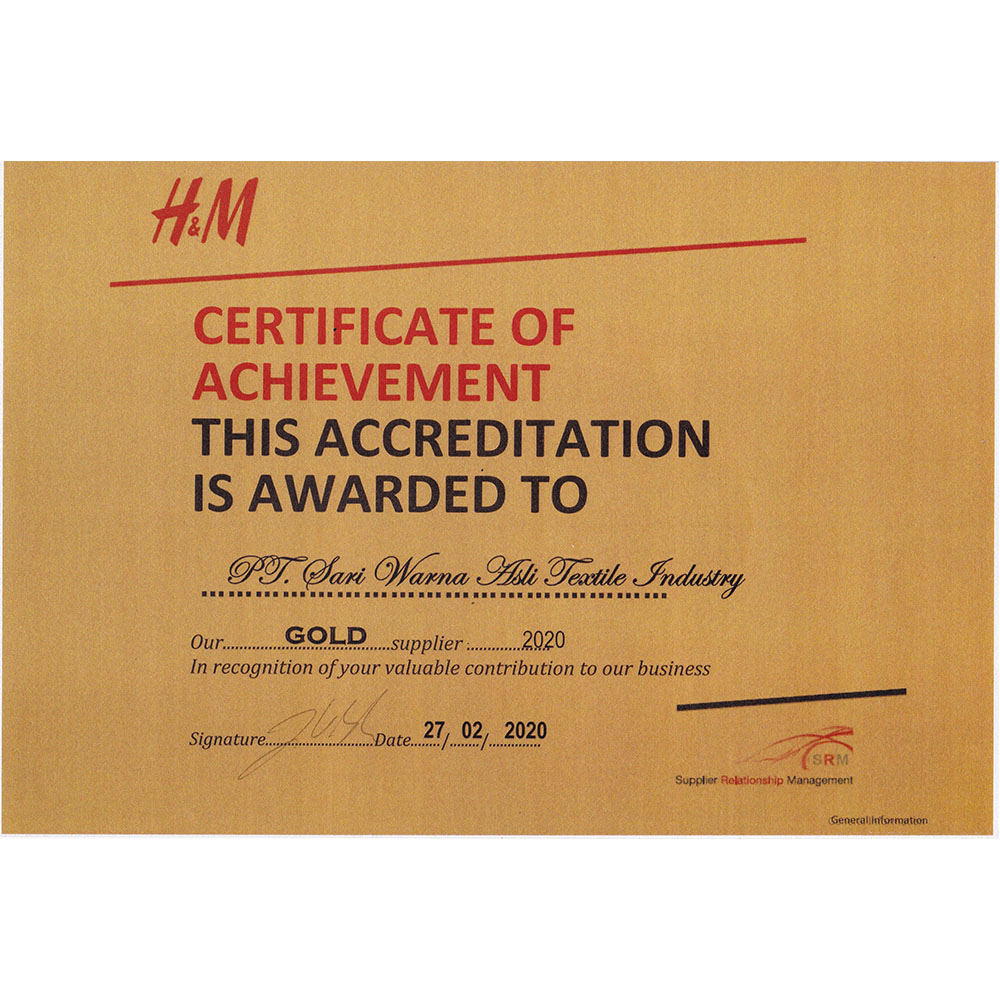 H&M
CERTIFICATE OF
ACHIEVEMENT
THIS ACCREDITATION
IS AWARDED TO
PT. Sari Warna Asli Textile Industry
Our..............GOLD.....supplier ............2020
In recognition of your valuable contribution to our business
Signature........................Date...27/02/2020
SRM
Supplier Relationship Management
General Information